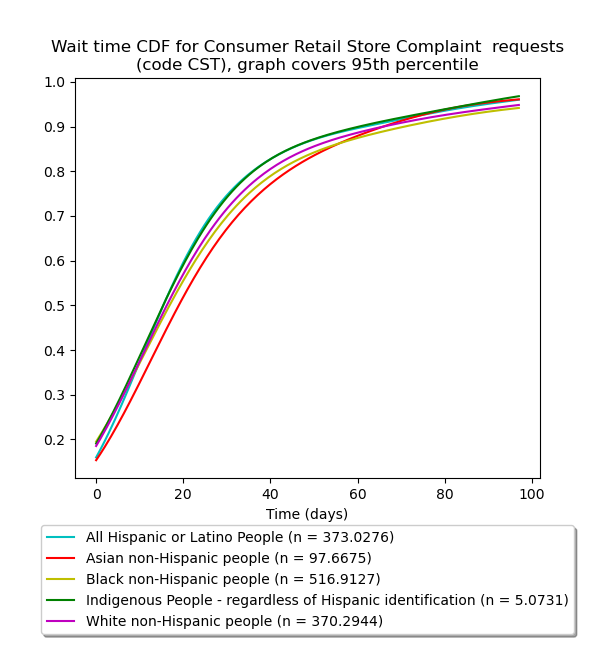 Wait time CDF for Consumer Retail Store Complaint  requests
(code CST), graph covers 95th percentile
1.0
0.9
0.8
0.7
0.6
0.5
0.4
0.3
0.2
0 20 40 60 80 100
Time (days)
All Hispanic or Latino People (n = 373.0276)
Asian non-Hispanic people (n = 97.6675)
Black non-Hispanic people (n = 516.9127)
Indigenous People - regardless of Hispanic identification (n = 5.0731)
White non-Hispanic people (n = 370.2944)